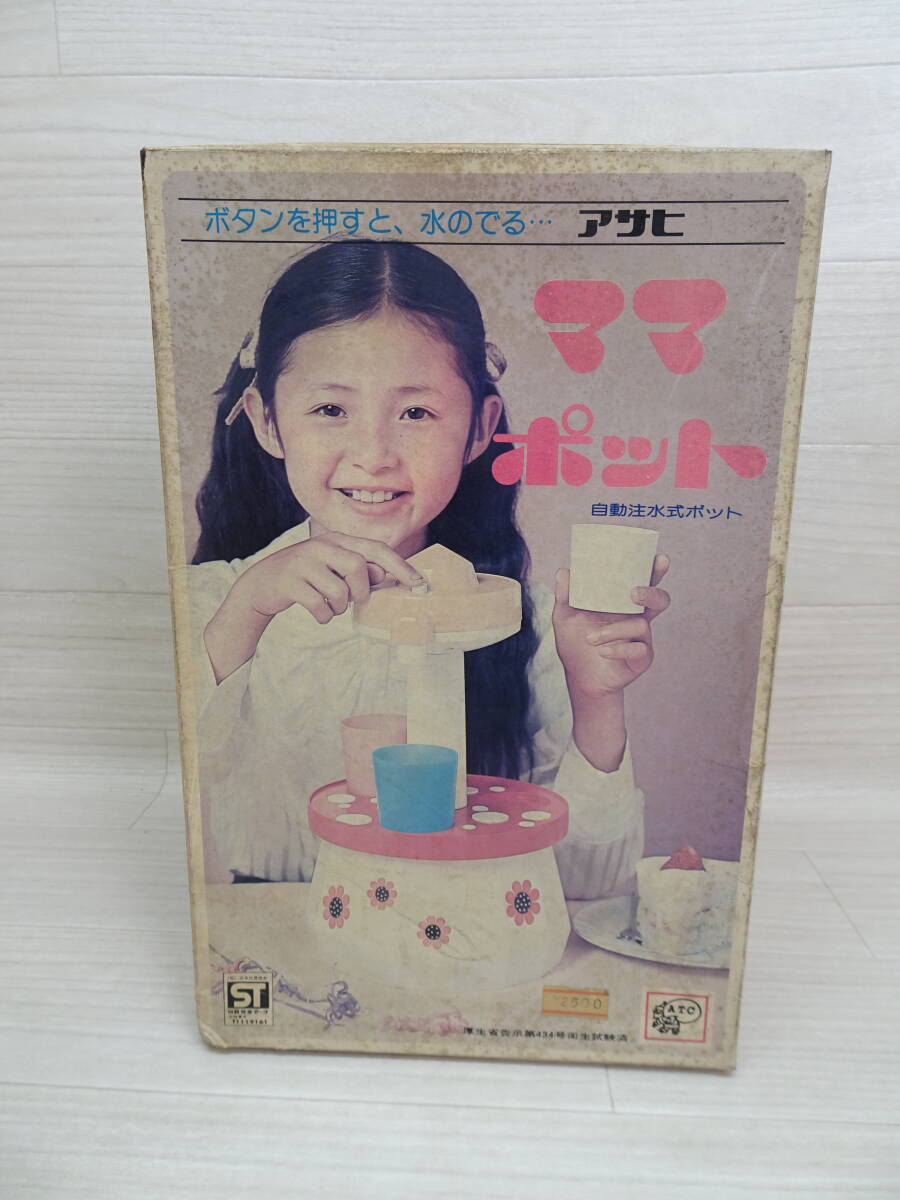 ボタンを押すと、水のでる… アサヒ
ママ
ポット
自動注水式ポット
ST
T1119161
2500
ATC
厚生省告示第434号衛生試験済